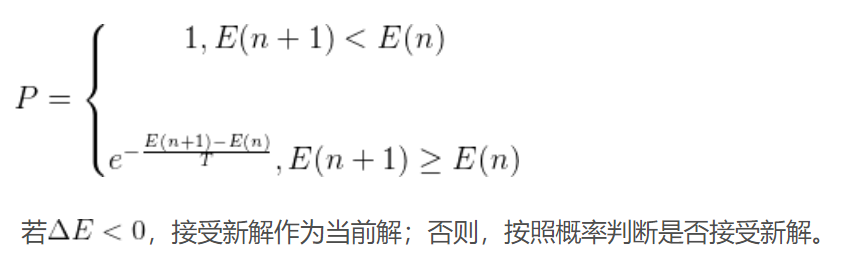 1, E(n + 1) < E(n)
P = {
e^{-\frac{E(n+1)-E(n)}{T}}, E(n + 1) ≥ E(n)
若ΔE < 0，接受新解作为当前解；否则，按照概率判断是否接受新解。